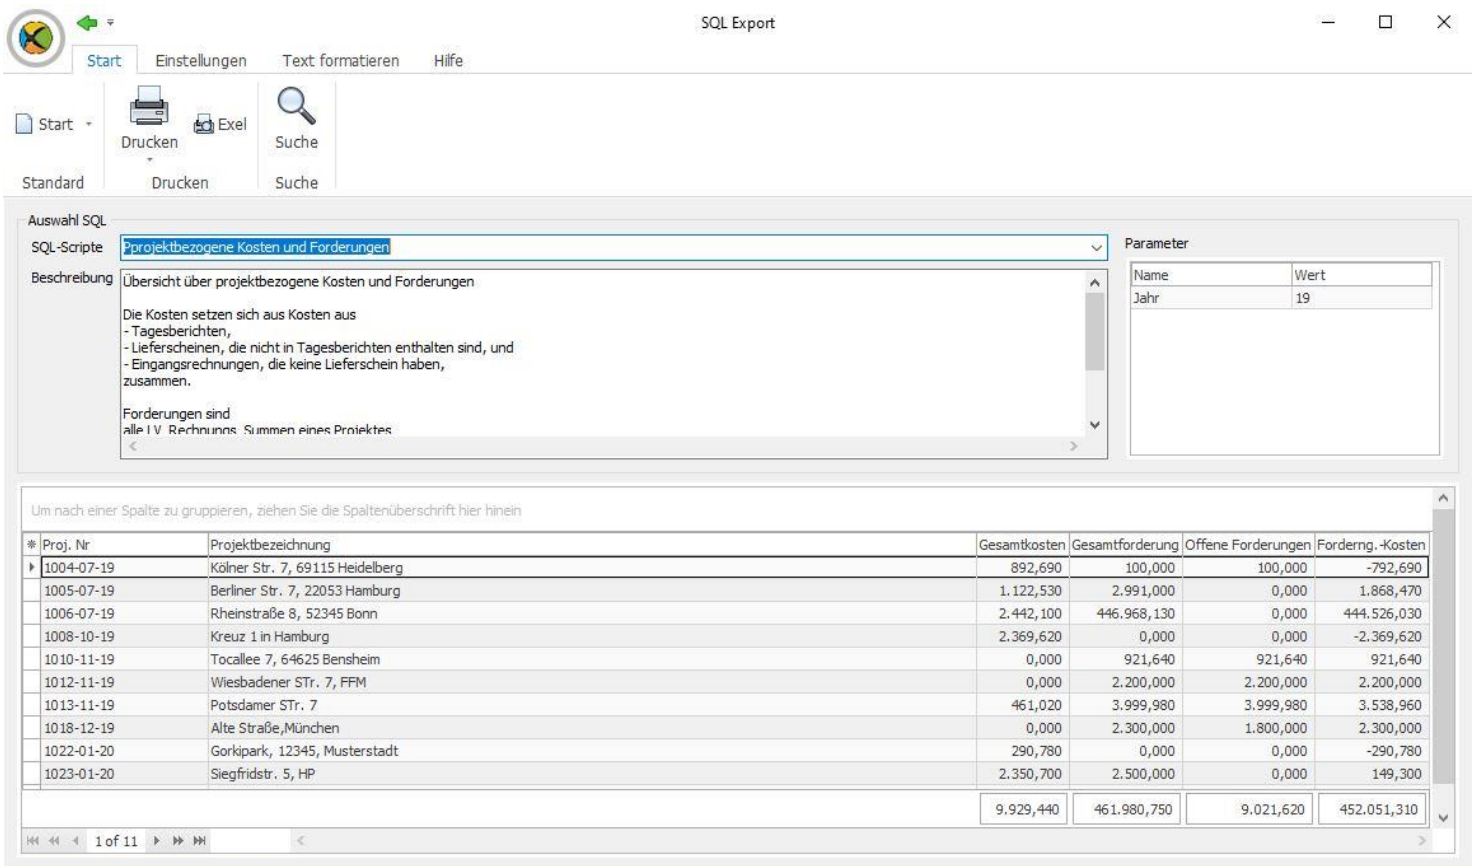 SQL Export
Start Einstellungen Text formatieren Hilfe
Start Drucken Exel Suche
Standard Drucken Suche
Auswahl SQL
SQL-Scripte Pprojektbezogene Kosten und Forderungen
Beschreibung Übersicht über projektbezogene Kosten und Forderungen
Die Kosten setzen sich aus Kosten aus
- Tagesberichten,
- Lieferscheinen, die nicht in Tagesberichten enthalten sind, und
- Eingangsrechnungen, die keine Lieferschein haben,
zusammen.
Forderungen sind
alle LV Rechnungs Summen eines Projektes
Parameter
Name Wert
Jahr 19
Um nach einer Spalte zu gruppieren, ziehen Sie die Spaltenüberschrift hier hinein
Proj. Nr Projektbezeichnung Gesamtkosten Gesamtforderung Offene Forderungen Forderng.-Kosten
1004-07-19 Kölner Str. 7, 69115 Heidelberg 892,690 100,000 100,000 -792,690
1005-07-19 Berliner Str. 7, 22053 Hamburg 1.122,530 2.991,000 0,000 1.868,470
1006-07-19 Rheinstraße 8, 52345 Bonn 2.442,100 446.968,130 0,000 444.526,030
1008-10-19 Kreuz 1 in Hamburg 2.369,620 0,000 0,000 -2.369,620
1010-11-19 Tocallee 7, 64625 Bensheim 0,000 921,640 921,640 921,640
1012-11-19 Wiesbadener STr. 7, FFM 0,000 2.200,000 2.200,000 2.200,000
1013-11-19 Potsdamer STr. 7 461,020 3.999,980 3.999,980 3.538,960
1018-12-19 Alte Straße,München 0,000 2.300,000 1.800,000 2.300,000
1022-01-20 Gorkipark, 12345, Musterstadt 290,780 0,000 0,000 -290,780
1023-01-20 Siegfridstr. 5, HP 2.350,700 2.500,000 0,000 149,300
9.929,440 461.980,750 9.021,620 452.051,310
1 of 11